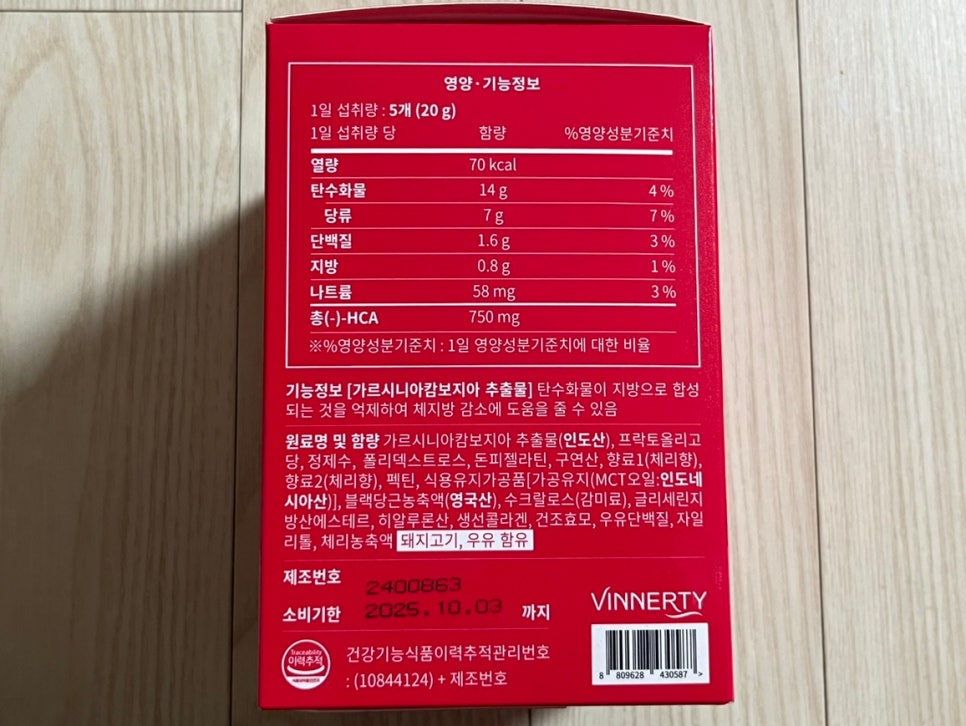 영양·기능정보
1일 섭취량 : 5개 (20 g)
1일 섭취량 당 함량 %영양성분기준치
열량 70 kcal
탄수화물 14 g 4 %
당류 7 g 7 %
단백질 1.6 g 3 %
지방 0.8 g 1 %
나트륨 58 mg 3 %
총(-)-HCA 750 mg
※%영양성분기준치 : 1일 영양성분기준치에 대한 비율
기능정보 [가르시니아캄보지아 추출물] 탄수화물이 지방으로 합성
되는 것을 억제하여 체지방 감소에 도움을 줄 수 있음
원료명 및 함량 가르시니아캄보지아 추출물(인도산), 프락토올리고
당, 정제수, 폴리덱스트로스, 돈피젤라틴, 구연산, 향료1(체리향),
향료2(체리향), 펙틴, 식용유지가공품[가공유지(MCT오일:인도네
시아산)], 블랙당근농축액(영국산), 수크랄로스(감미료), 글리세린지
방산에스테르, 히알루론산, 생선콜라겐, 건조효모, 우유단백질, 자일
리톨, 체리농축액 돼지고기, 우유 함유
제조번호 2400863
소비기한 2025.10.03 까지
VINNERTY
Traceability
이력추적
건강기능식품이력추적관리번호
: (10844124) + 제조번호
8 809628 430587 >